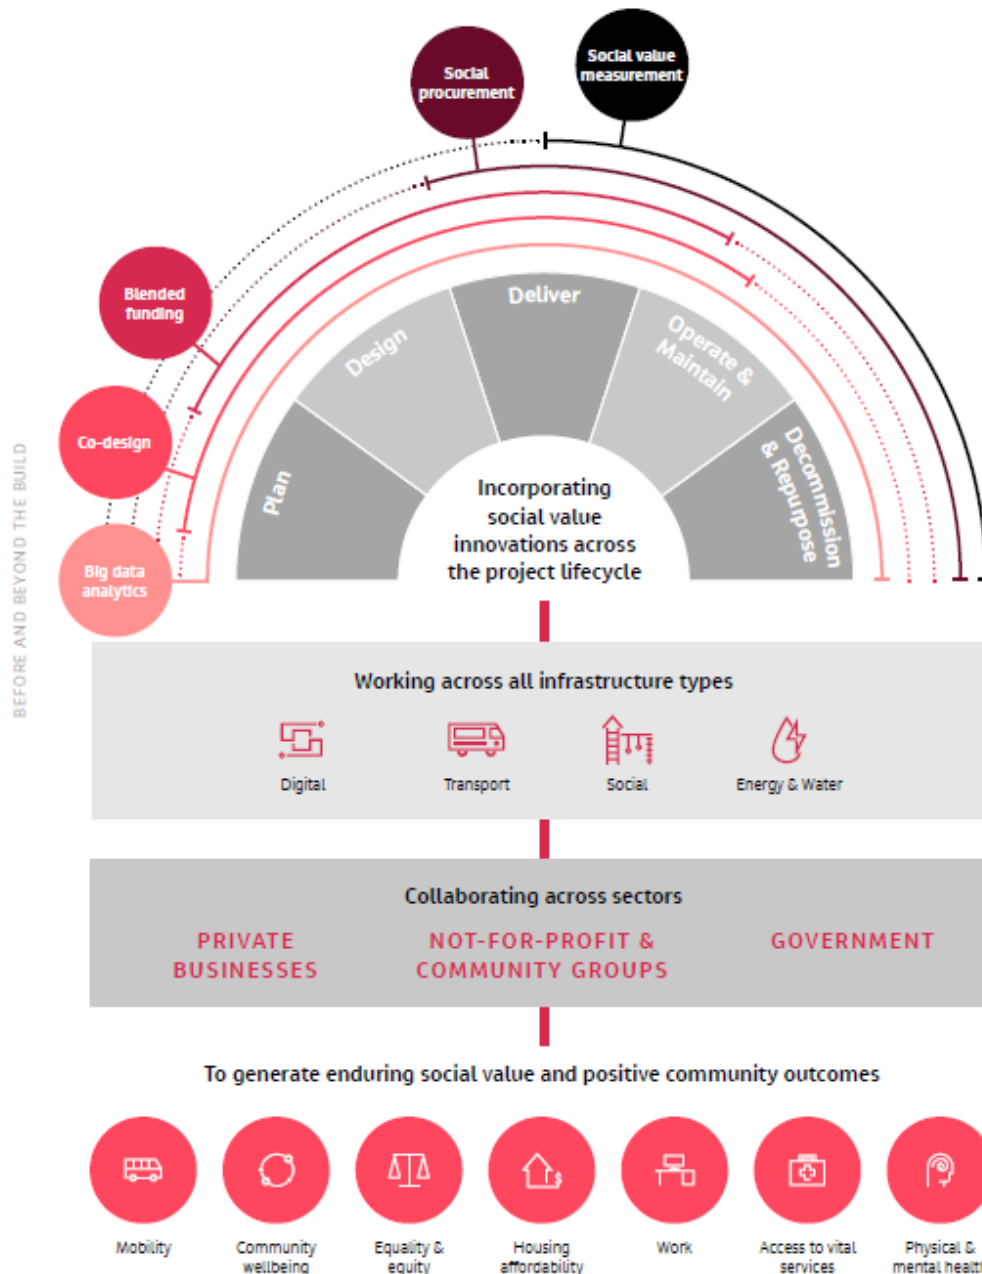 Social value
measurement
Social
procurement
Blended
funding
Co-design
Big data
analytics
BEFORE AND BEYOND THE BUILD
Plan
Design
Deliver
Operate &
Maintain
Decommission
& Repurpose
Incorporating
social value
innovations across
the project lifecycle
Working across all infrastructure types
Digital
Transport
Social
Energy & Water
Collaborating across sectors
PRIVATE
BUSINESSES
NOT-FOR-PROFIT &
COMMUNITY GROUPS
GOVERNMENT
To generate enduring social value and positive community outcomes
$
Mobility
Community
wellbeing
Equality &
equity
Housing
affordability
Work
Access to vital
services
Physical &
mental health